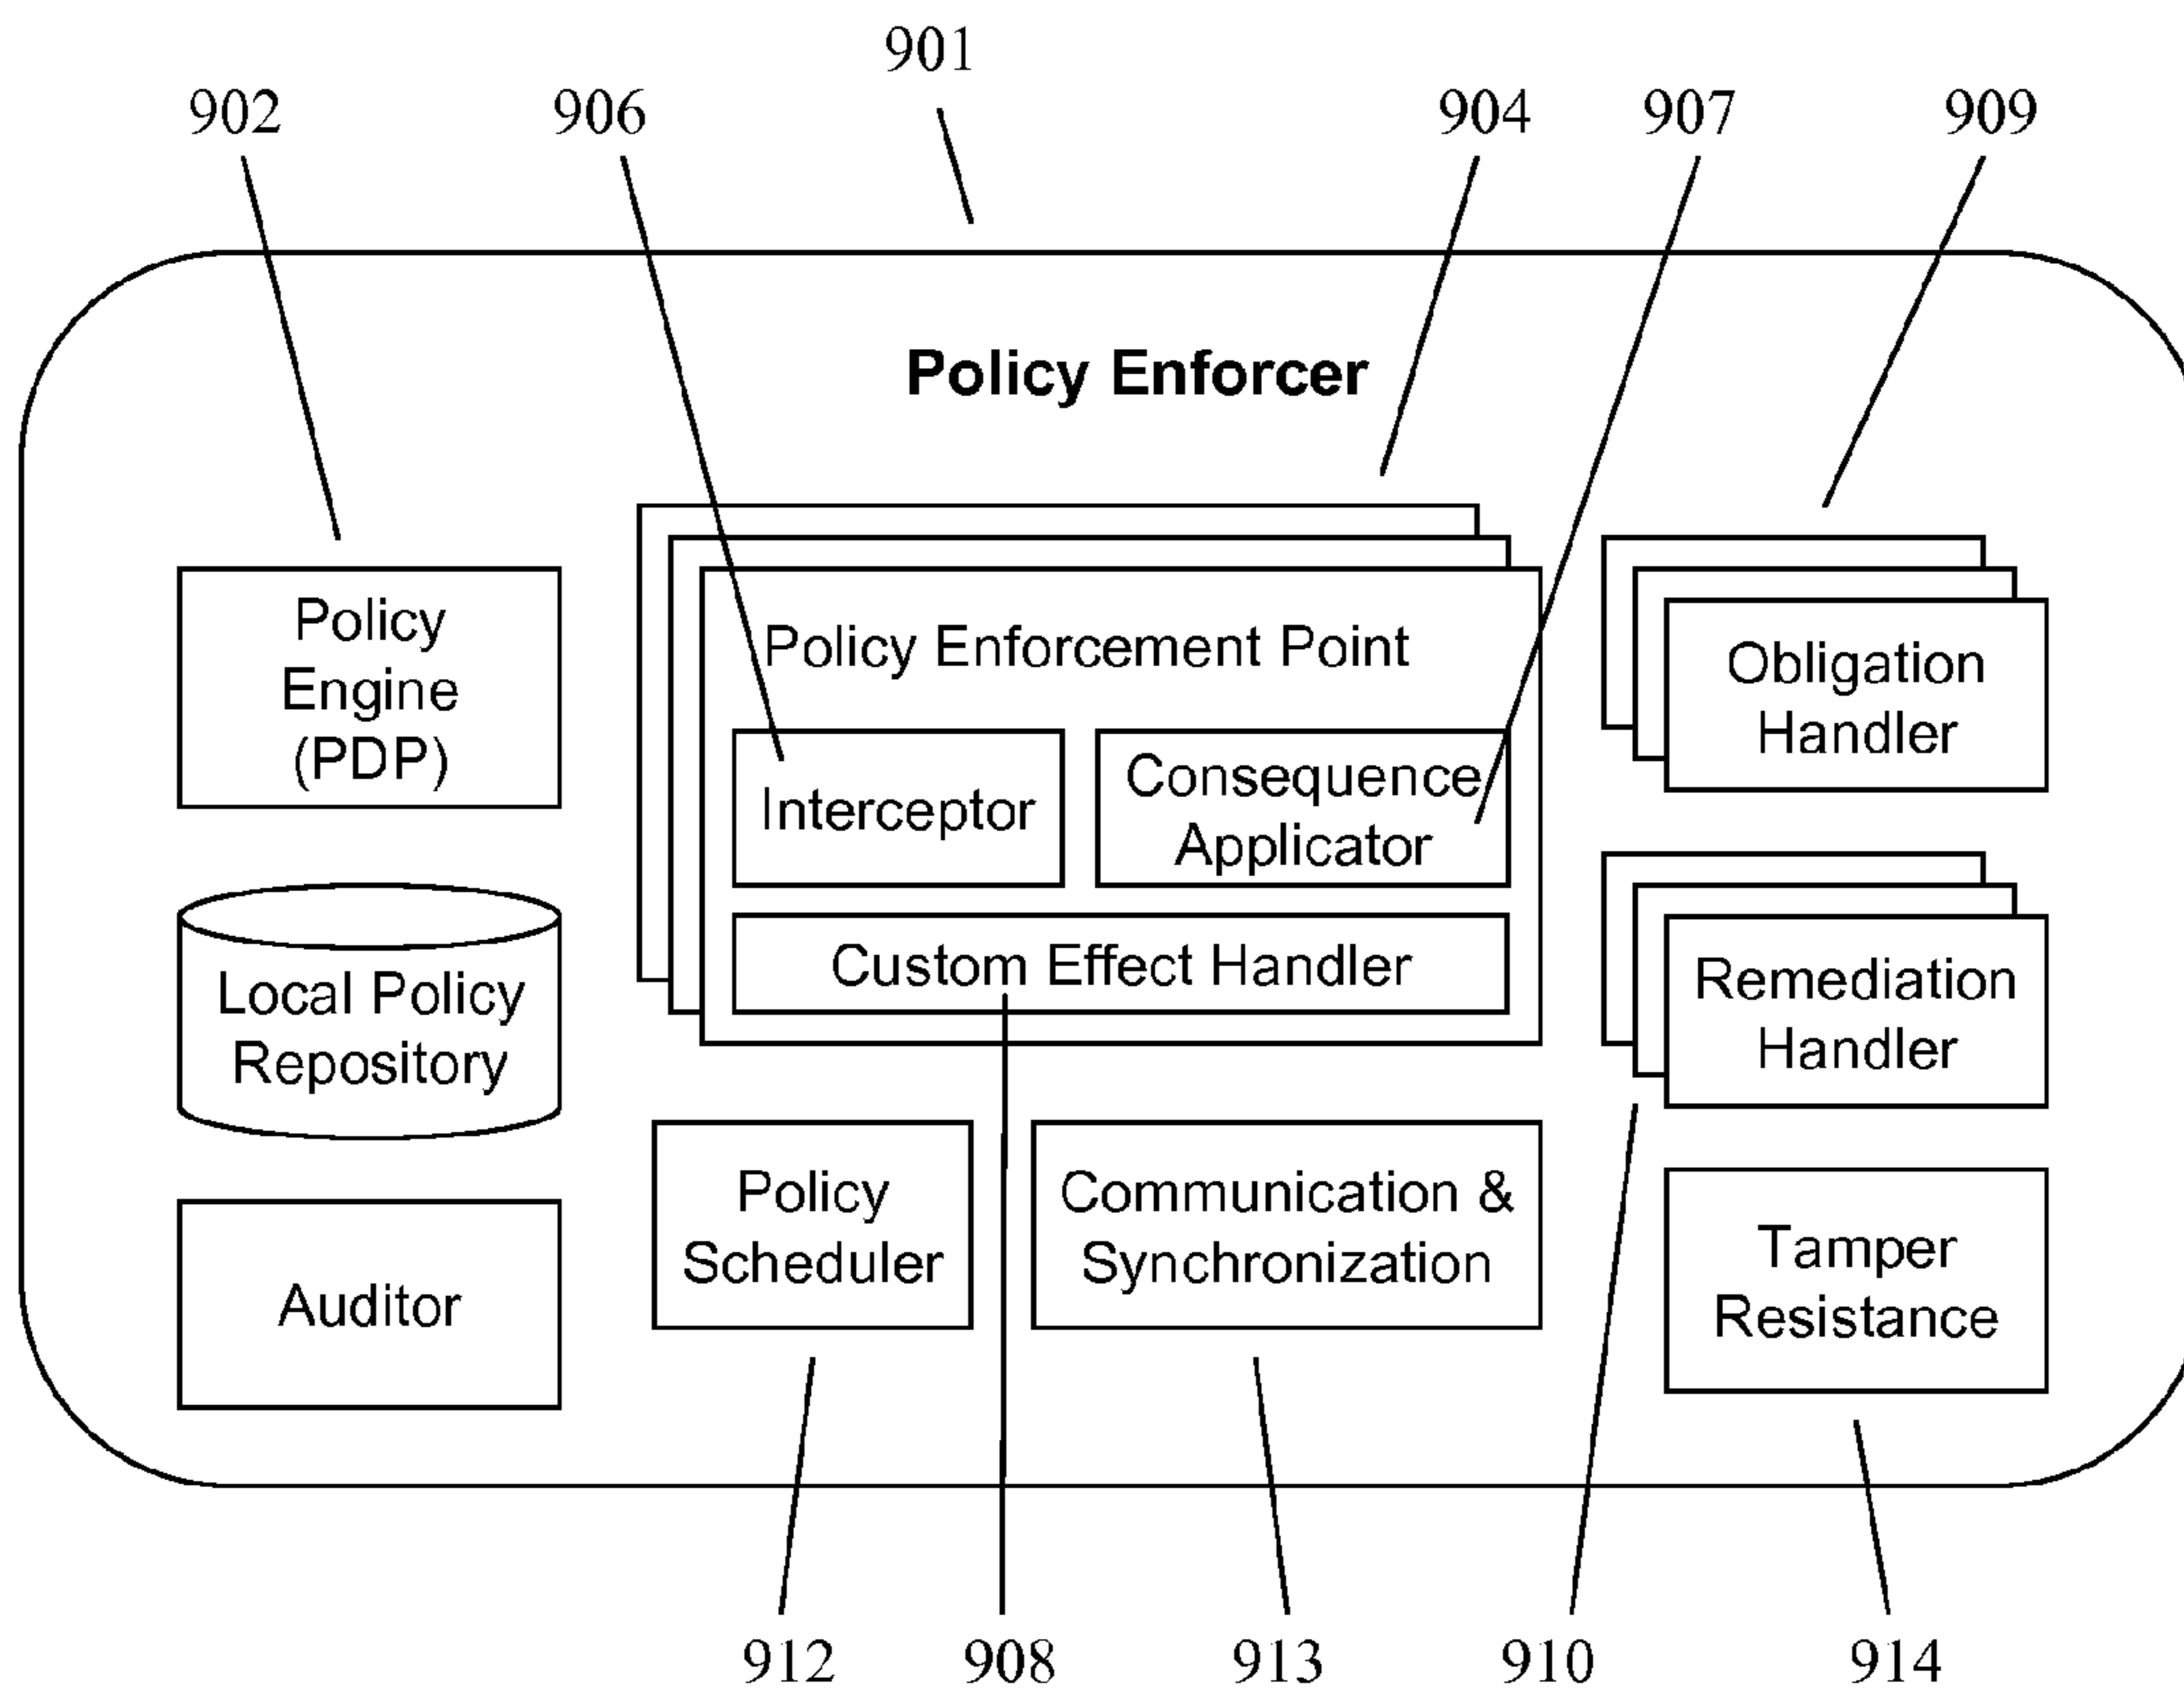 901
902
906
904
907
909
Policy Enforcer
Policy
Engine
(PDP)
Policy Enforcement Point
Interceptor
Consequence
Applicator
Custom Effect Handler
Obligation
Handler
Local Policy
Repository
Remediation
Handler
Auditor
Policy
Scheduler
Communication &
Synchronization
Tamper
Resistance
912
908
913
910
914